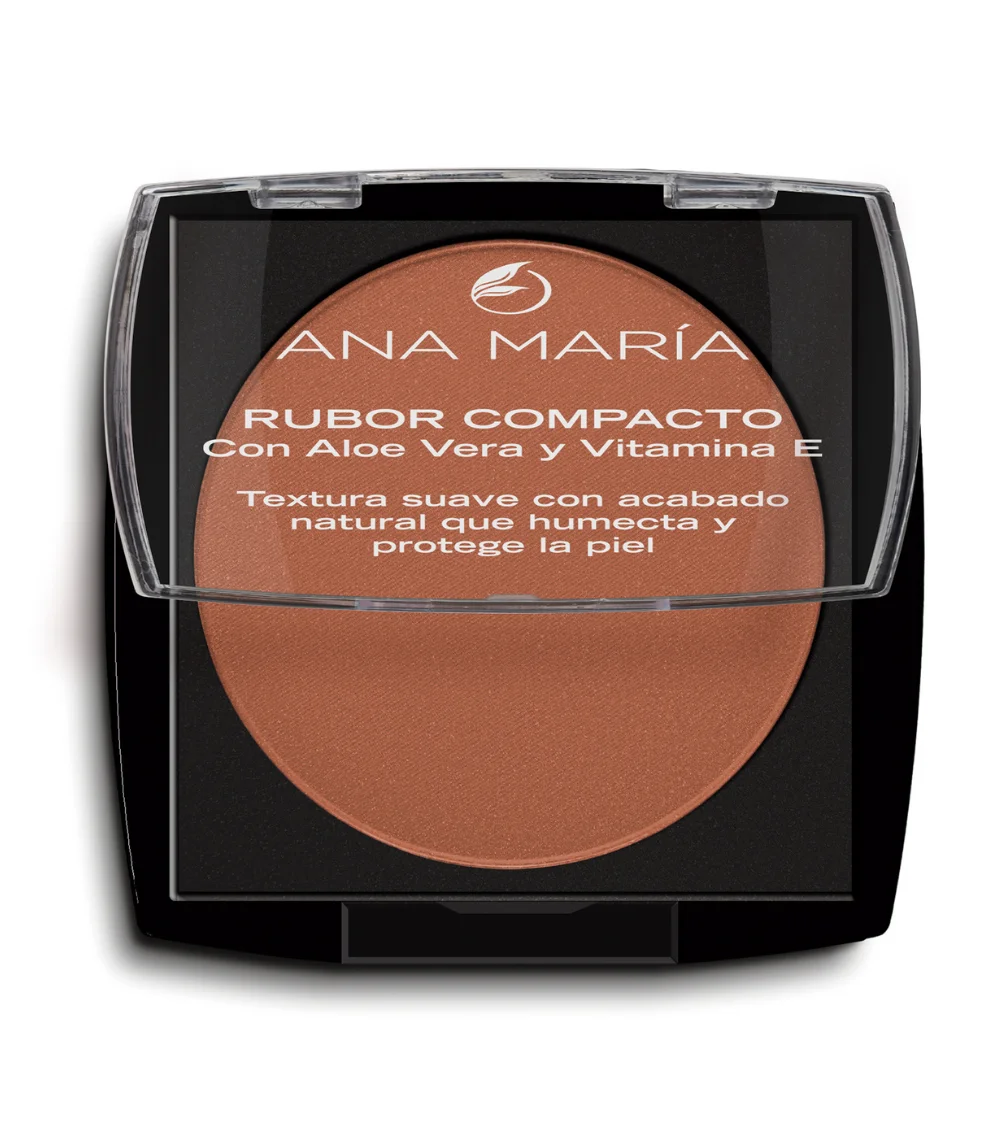 ANA MARÍA
RUBOR COMPACTO
Con Aloe Vera y Vitamina E
Textura suave con acabado
natural que humecta y
protege la piel